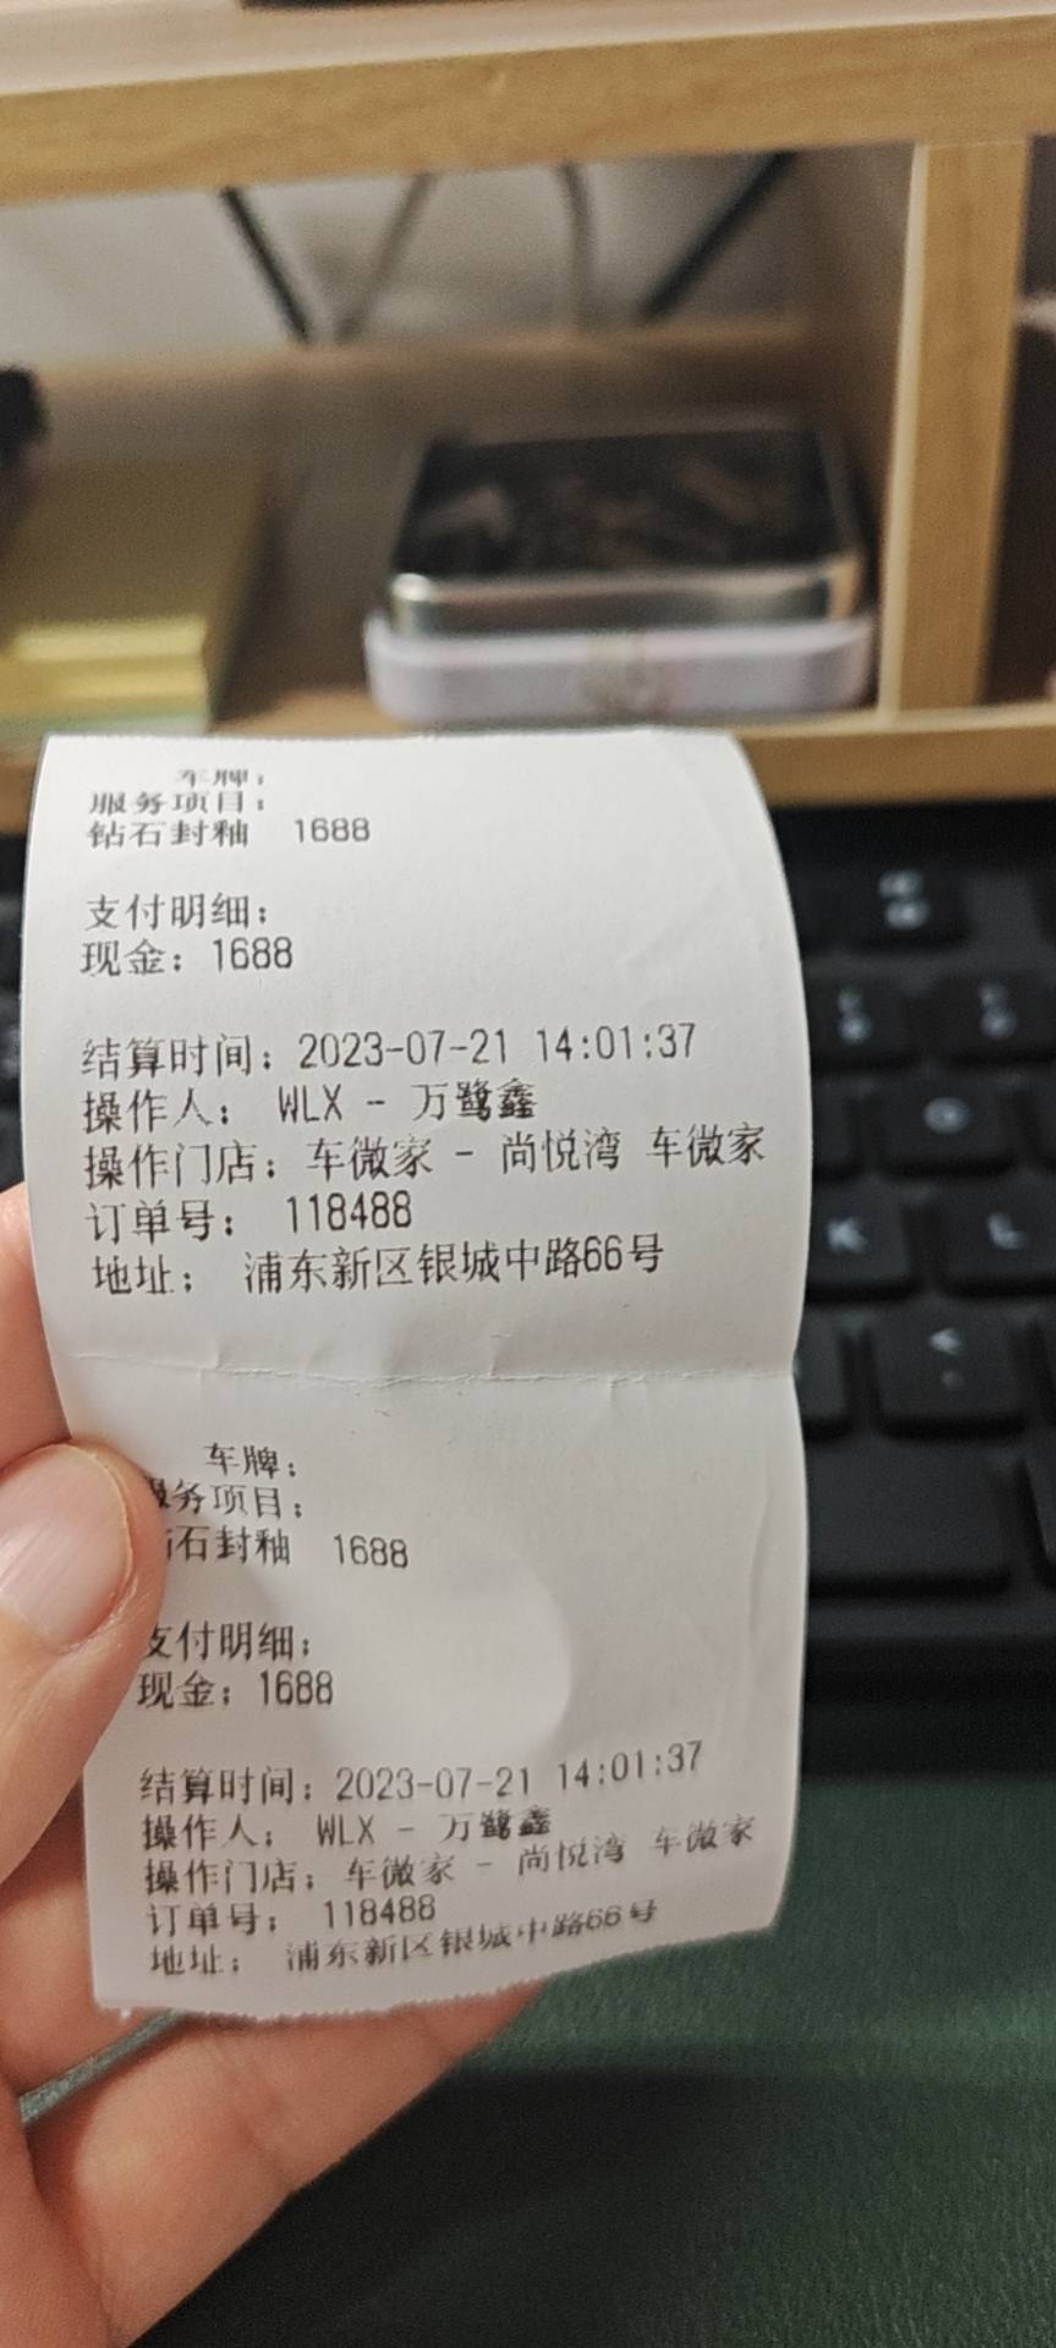 车牌：
服务项目：
钻石封釉 1688
支付明细：
现金：1688
结算时间：2023-07-21 14:01:37
操作人： WLX - 万鹭鑫
操作门店：车微家 - 尚悦湾 车微家
订单号： 118488
地址： 浦东新区银城中路66号
车牌：
服务项目：
石封釉 1688
支付明细：
现金：1688
结算时间：2023-07-21 14:01:37
操作人： WLX - 万鹭鑫
操作门店：车微家 - 尚悦湾 车微家
订单号： 118488
地址： 浦东新区银城中路66号
K
L